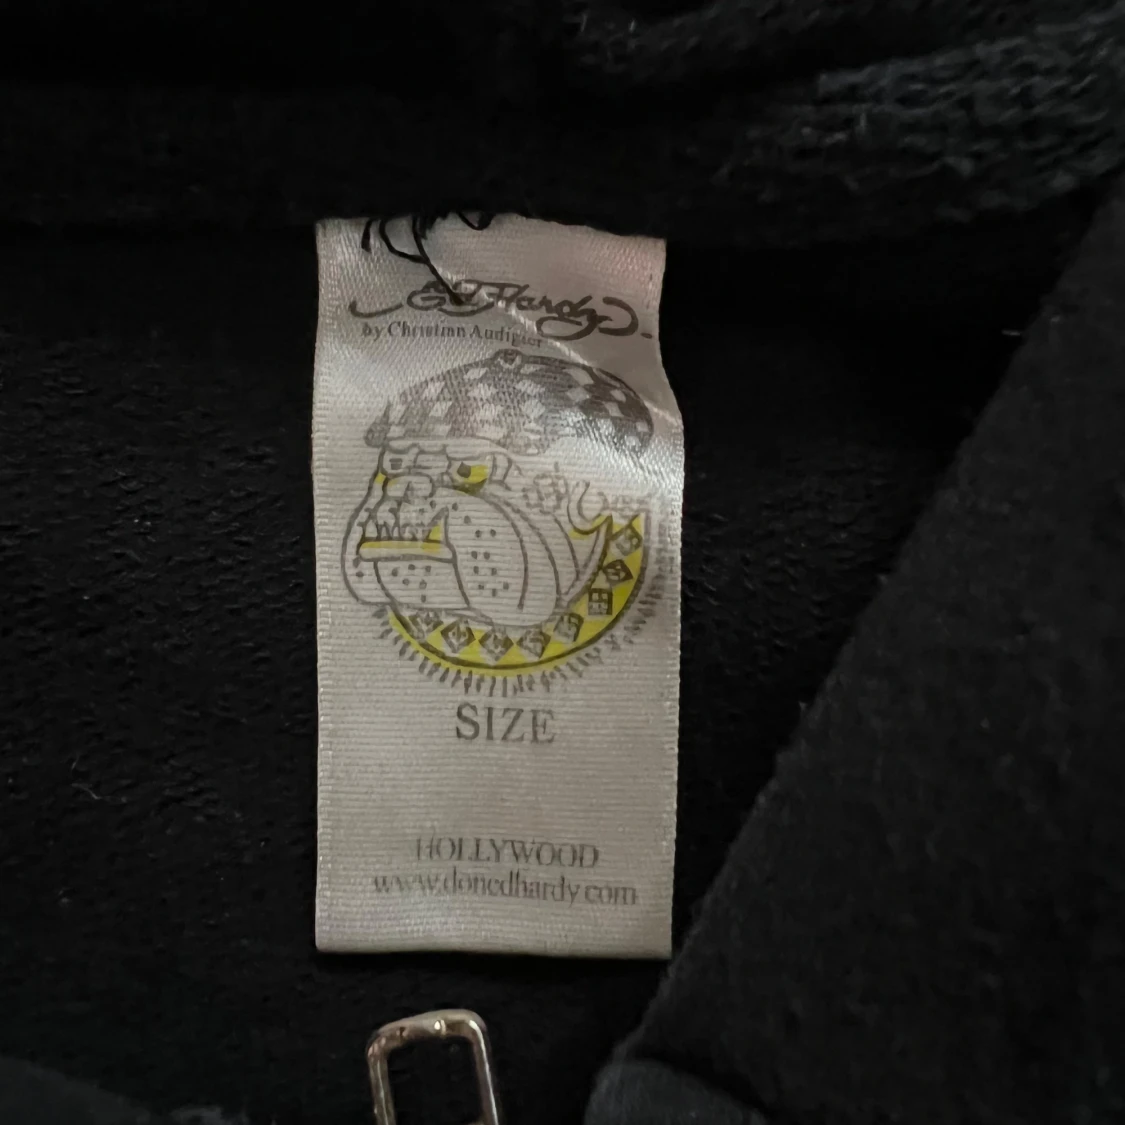 Ed Hardy
by Christian Audigier
SIZE
HOLLYWOOD
www.donedhardy.com